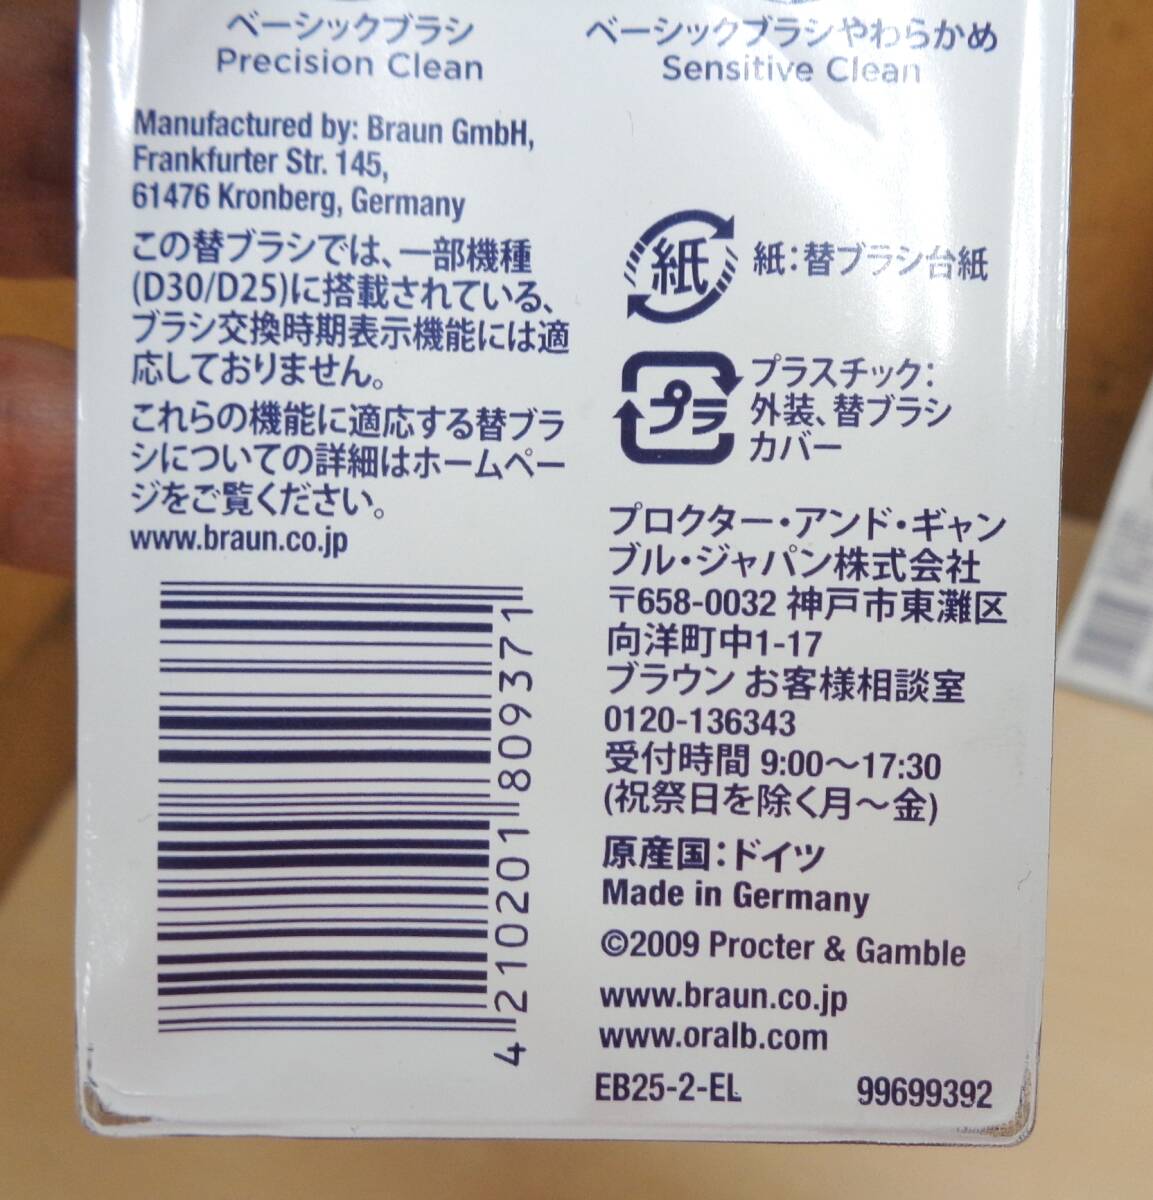 ベーシックブラシ
Precision Clean
ベーシックブラシやわらかめ
Sensitive Clean
Manufactured by: Braun GmbH,
Frankfurter Str. 145,
61476 Kronberg, Germany
この替ブラシでは、一部機種
(D30/D25)に搭載されている、
ブラシ交換時期表示機能には適
応しておりません。
これらの機能に適応する替ブラ
シについての詳細はホームペー
ジをご覧ください。
www.braun.co.jp
4 210201 809371
紙
紙：替ブラシ台紙
プラ
プラスチック：
外装、替ブラシ
カバー
プロクター・アンド・ギャン
ブル・ジャパン株式会社
〒658-0032 神戸市東灘区
向洋町中1-17
ブラウン お客様相談室
0120-136343
受付時間 9:00～17:30
(祝祭日を除く月～金)
原産国：ドイツ
Made in Germany
©2009 Procter & Gamble
www.braun.co.jp
www.oralb.com
EB25-2-EL
99699392